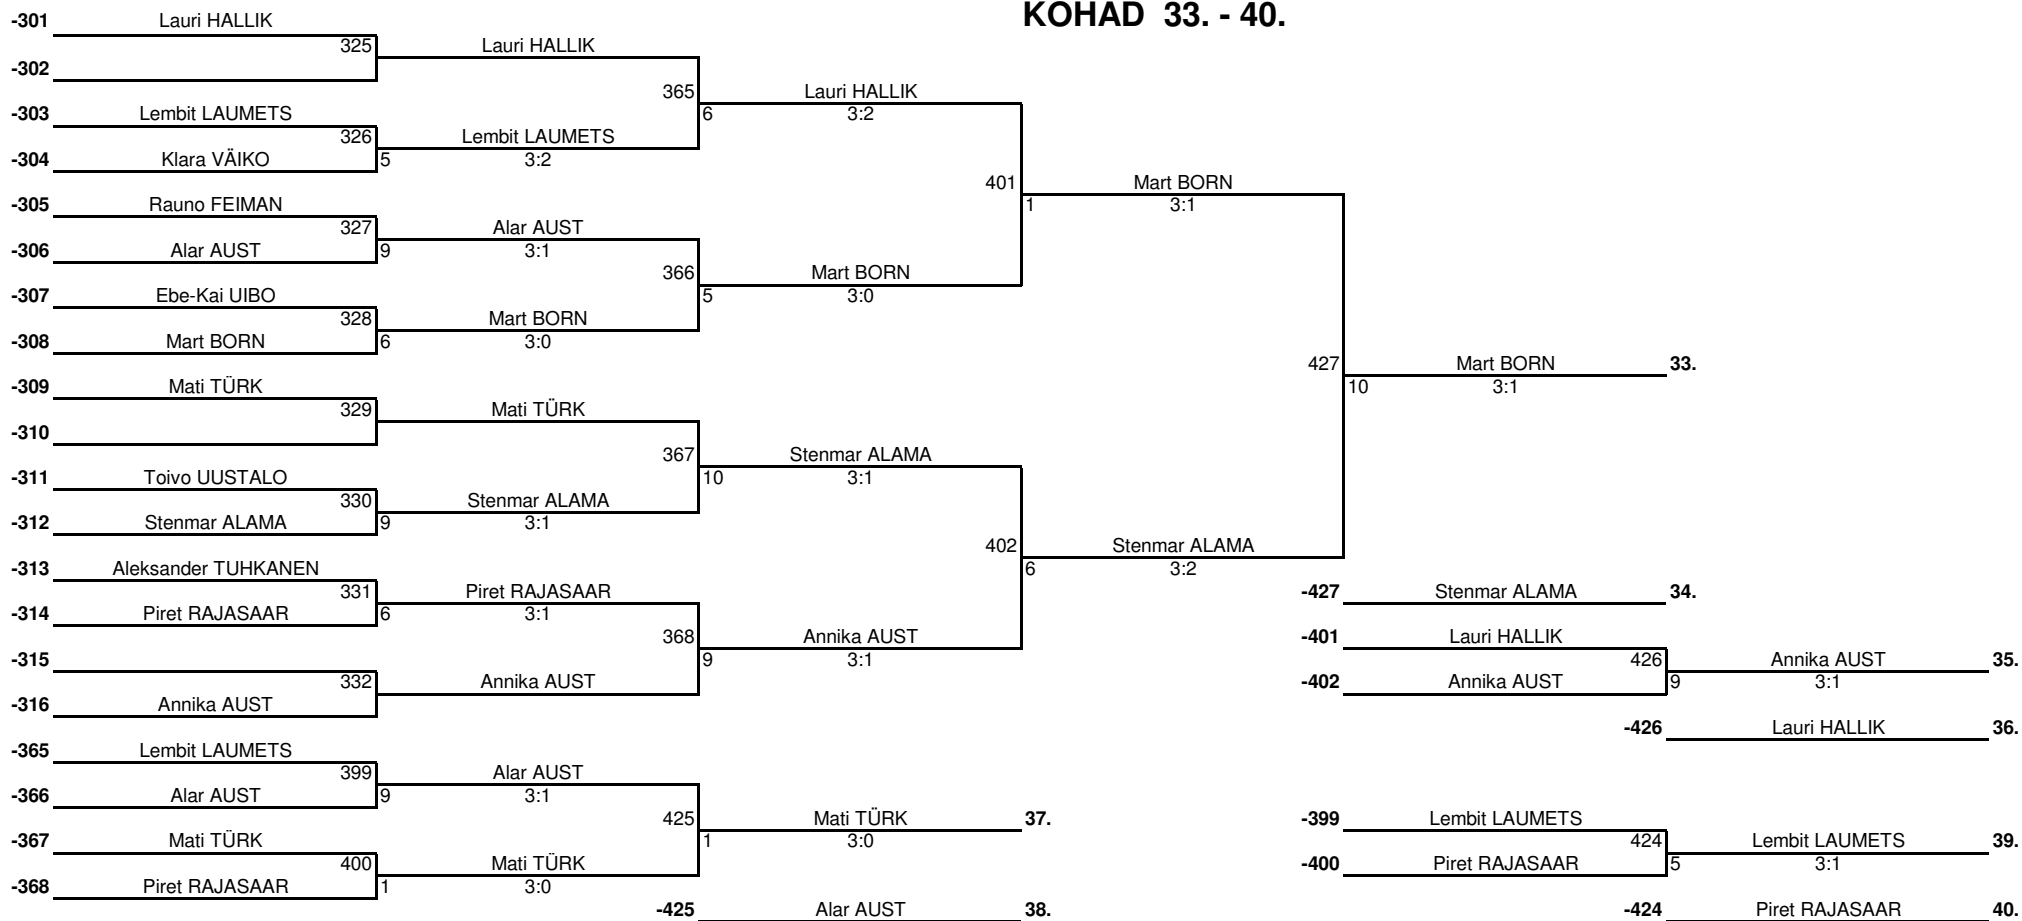 KOHAD 33. - 40.
-301 Lauri HALLIK
325 Lauri HALLIK
-302
365 Lauri HALLIK
-303 Lembit LAUMETS
6 3:2
326 Lembit LAUMETS
-304 Klara VÄIKO
5 3:2
401 Mart BORN
-305 Rauno FEIMAN
1 3:1
327 Alar AUST
-306 Alar AUST
9 3:1
366 Mart BORN
-307 Ebe-Kai UIBO
5 3:0
328 Mart BORN
-308 Mart BORN
6 3:0
427 Mart BORN 33.
-309 Mati TÜRK
10 3:1
329 Mati TÜRK
-310
367 Stenmar ALAMA
-311 Toivo UUSTALO
10 3:1
330 Stenmar ALAMA
-312 Stenmar ALAMA
9 3:1
402 Stenmar ALAMA
-313 Aleksander TUHKANEN
6 3:2
331 Piret RAJASAAR
-427 Stenmar ALAMA 34.
-314 Piret RAJASAAR
6 3:1
368 Annika AUST
-401 Lauri HALLIK
-315
9 3:1
426 Annika AUST 35.
332 Annika AUST
-402 Annika AUST
9 3:1
-316 Annika AUST
-426 Lauri HALLIK 36.
-365 Lembit LAUMETS
399 Alar AUST
-366 Alar AUST
9 3:1
425 Mati TÜRK 37.
-399 Lembit LAUMETS
-367 Mati TÜRK
1 3:0
424 Lembit LAUMETS 39.
400 Mati TÜRK
-400 Piret RAJASAAR
5 3:1
-368 Piret RAJASAAR
1 3:0
-425 Alar AUST 38.
-424 Piret RAJASAAR 40.